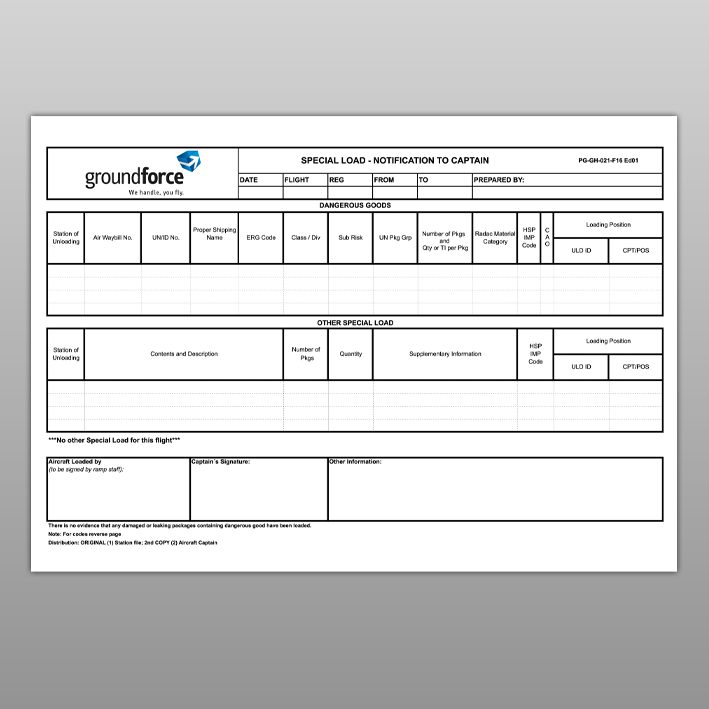 groundforce
We handle, you fly.
SPECIAL LOAD - NOTIFICATION TO CAPTAIN
PG-GH-021-F16 Ed01
DATE FLIGHT REG FROM TO PREPARED BY:
DANGEROUS GOODS
Station of Unloading
Air Waybill No.
UN/ID No.
Proper Shipping Name
ERG Code
Class / Div
Sub Risk
UN Pkg Grp
Number of Pkgs and Qty or TI per Pkg
Radac Material Category
HSP IMP Code
C A O
Loading Position
ULD ID
CPT/POS
OTHER SPECIAL LOAD
Station of Unloading
Contents and Description
Number of Pkgs
Quantity
Supplementary Information
HSP IMP Code
Loading Position
ULD ID
CPT/POS
***No other Special Load for this flight***
Aircraft Loaded by
(to be signed by ramp staff):
Captain´s Signature:
Other Information:
There is no evidence that any damaged or leaking packages containing dangerous good have been loaded.
Note: For codes reverse page
Distribution: ORIGINAL (1) Station file; 2nd COPY (2) Aircraft Captain